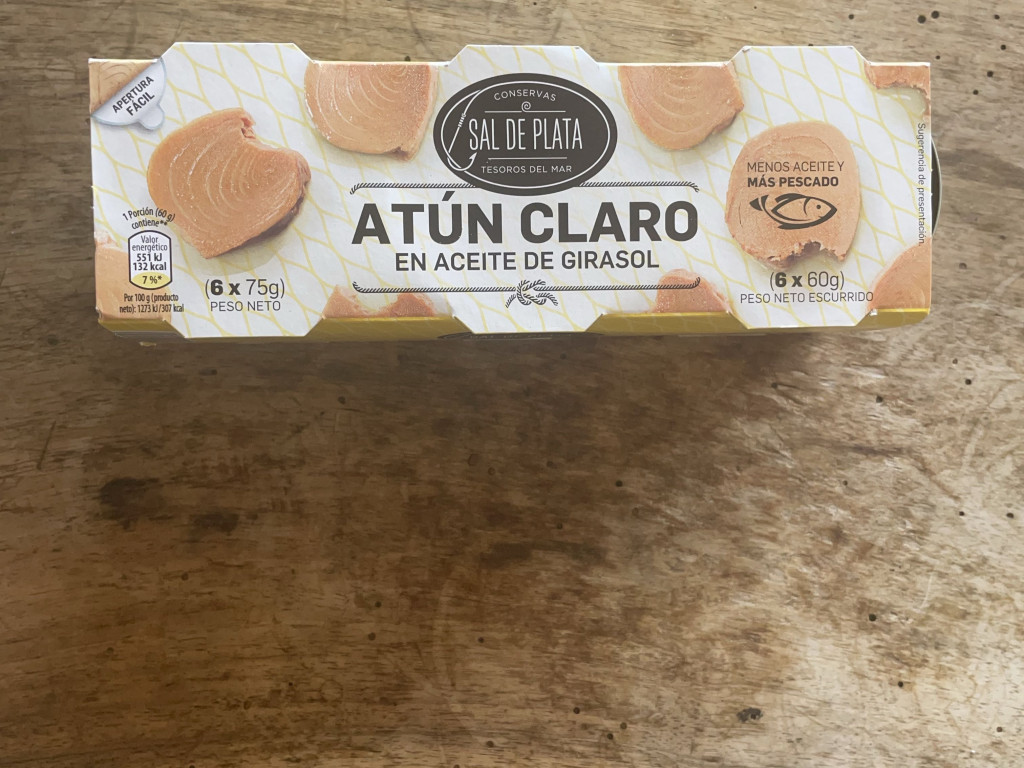 APERTURA
FÁCIL
CONSERVAS
SAL DE PLATA
TESOROS DEL MAR
ATÚN CLARO
EN ACEITE DE GIRASOL
MENOS ACEITE Y
MÁS PESCADO
Sugerencia de presentación.
1 Porción (60 g)
contiene**
Valor
energético
551 kJ
132 kcal
7 %*
Por 100 g (producto
neto): 1273 kJ/307 kcal
(6 x 75g)
PESO NETO
(6 x 60g)
PESO NETO ESCURRIDO